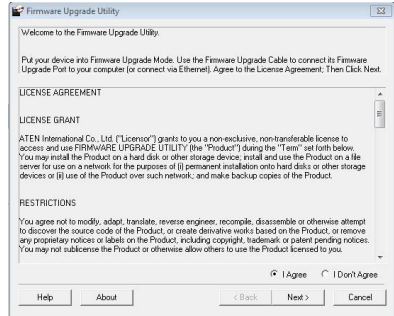 Firmware Upgrade Utility
Welcome to the Firmware Upgrade Utility.
Put your device into Firmware Upgrade Mode. Use the Firmware Upgrade Cable to connect its Firmware
Upgrade Port to your computer (or connect via Ethernet). Agree to the License Agreement; Then Click Next.
LICENSE AGREEMENT
LICENSE GRANT
ATEN International Co., Ltd. ("Licensor") grants to you a non-exclusive, non-transferable license to
access and use FIRMWARE UPGRADE UTILITY (the "Product") during the "Term" set forth below.
You may install the Product on a hard disk or other storage device; install and use the Product on a file
server for use on a network for the purposes of (i) permanent installation onto hard disks or other storage
devices or (ii) use of the Product over such network; and make backup copies of the Product.
RESTRICTIONS
You agree not to modify, adapt, translate, reverse engineer, recompile, disassemble or otherwise attempt
to discover the source code of the Product, or create derivative works based on the Product, or remove
any proprietary notices or labels on the Product, including copyright, trademark or patent pending notices.
You may not sublicense the Product or otherwise allow others to use the Product licensed to you.
I Agree I Don't Agree
Help About < Back Next > Cancel